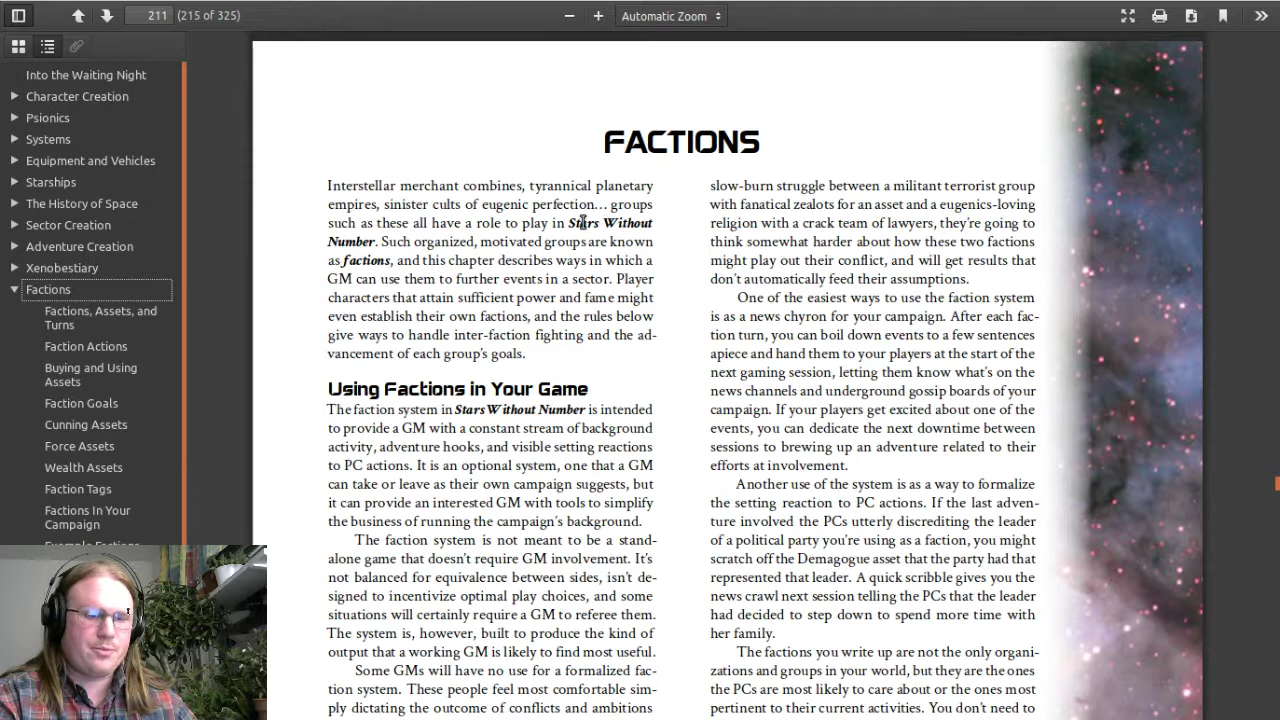 211 (215 of 325)
Automatic Zoom
Into the Waiting Night
Character Creation
Psionics
Systems
Equipment and Vehicles
Starships
The History of Space
Sector Creation
Adventure Creation
Xenobestiary
Factions
Factions, Assets, and
Turns
Faction Actions
Buying and Using
Assets
Faction Goals
Cunning Assets
Force Assets
Wealth Assets
Faction Tags
Factions In Your
Campaign
FACTIONS
Interstellar merchant combines, tyrannical planetary
empires, sinister cults of eugenic perfection… groups
such as these all have a role to play in Stars Without
Number. Such organized, motivated groups are known
as factions, and this chapter describes ways in which a
GM can use them to further events in a sector. Player
characters that attain sufficient power and fame might
even establish their own factions, and the rules below
give ways to handle inter-faction fighting and the ad-
vancement of each group's goals.
Using Factions in Your Game
The faction system in Stars Without Number is intended
to provide a GM with a constant stream of background
activity, adventure hooks, and visible setting reactions
to PC actions. It is an optional system, one that a GM
can take or leave as their own campaign suggests, but
it can provide an interested GM with tools to simplify
the business of running the campaign's background.
The faction system is not meant to be a stand-
alone game that doesn't require GM involvement. It's
not balanced for equivalence between sides, isn't de-
signed to incentivize optimal play choices, and some
situations will certainly require a GM to referee them.
The system is, however, built to produce the kind of
output that a working GM is likely to find most useful.
Some GMs will have no use for a formalized fac-
tion system. These people feel most comfortable sim-
ply dictating the outcome of conflicts and ambitions
slow-burn struggle between a militant terrorist group
with fanatical zealots for an asset and a eugenics-loving
religion with a crack team of lawyers, they're going to
think somewhat harder about how these two factions
might play out their conflict, and will get results that
don't automatically feed their assumptions.
One of the easiest ways to use the faction system
is as a news chyron for your campaign. After each fac-
tion turn, you can boil down events to a few sentences
apiece and hand them to your players at the start of the
next gaming session, letting them know what's on the
news channels and underground gossip boards of your
campaign. If your players get excited about one of the
events, you can dedicate the next downtime between
sessions to brewing up an adventure related to their
efforts at involvement.
Another use of the system is as a way to formalize
the setting reaction to PC actions. If the last adven-
ture involved the PCs utterly discrediting the leader
of a political party you're using as a faction, you might
scratch off the Demagogue asset that the party had that
represented that leader. A quick scribble gives you the
news crawl next session telling the PCs that the leader
had decided to step down to spend more time with
her family.
The factions you write up are not the only organi-
zations and groups in your world, but they are the ones
the PCs are most likely to care about or the ones most
pertinent to their current activities. You don't need to